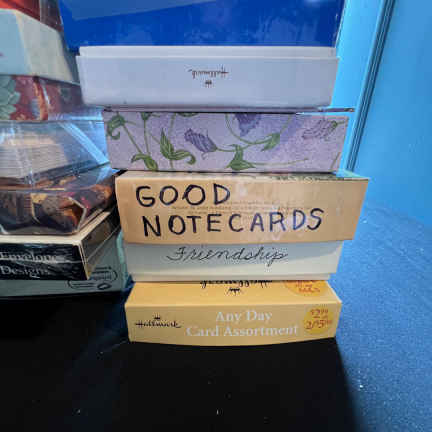 Hallmark
GOOD
NOTECARDS
Friendship
Hallmark
Any Day
Card Assortment
Envelope
Designs